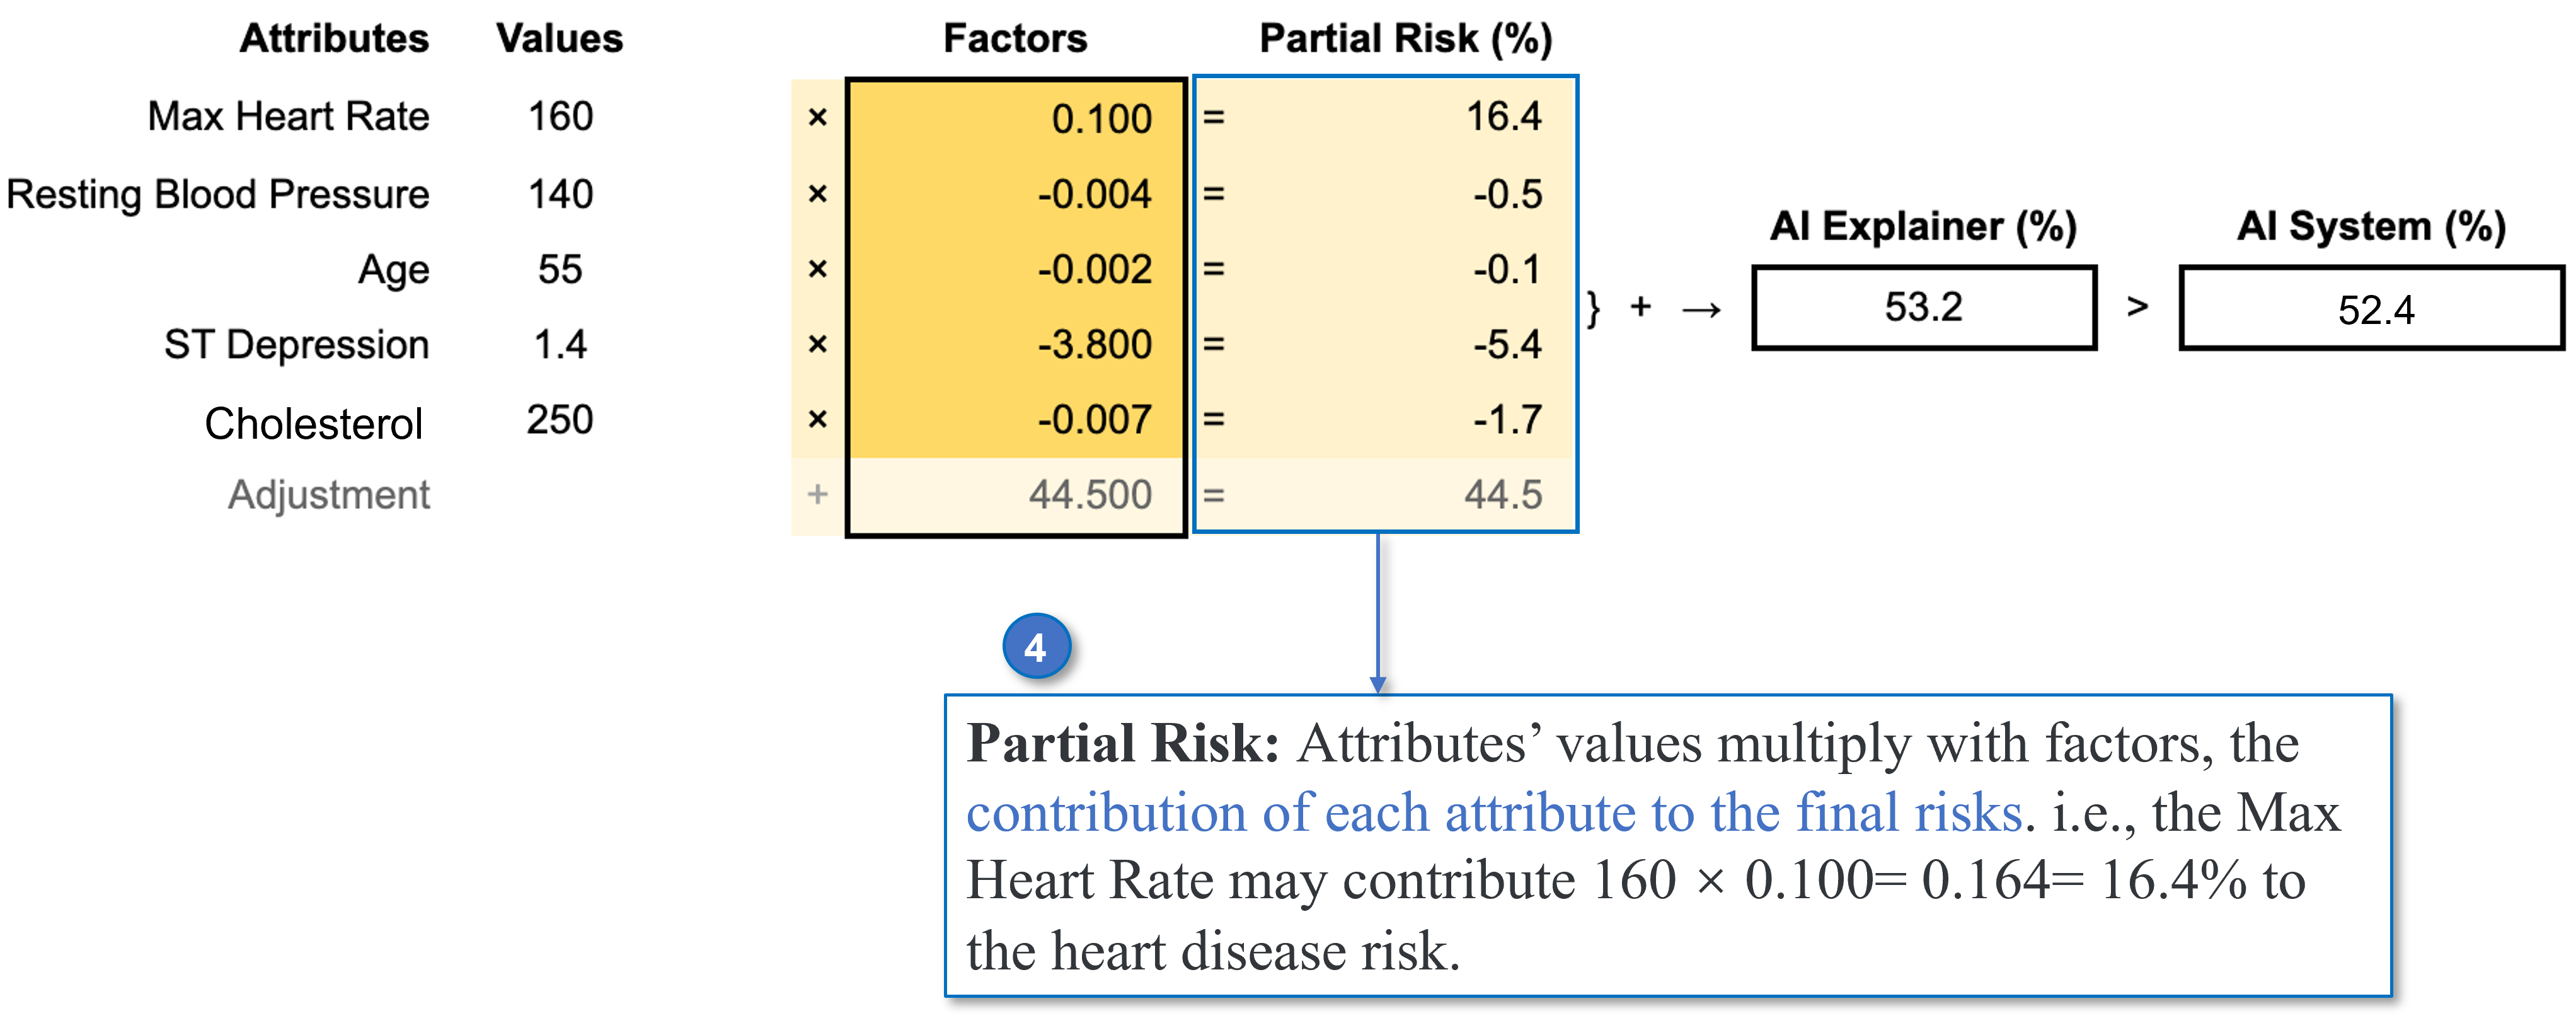 Attributes Values Factors Partial Risk (%)
Max Heart Rate 160 × 0.100 = 16.4
Resting Blood Pressure 140 × -0.004 = -0.5
AI Explainer (%) AI System (%)
Age 55 × -0.002 = -0.1
} + → 53.2 > 52.4
ST Depression 1.4 × -3.800 = -5.4
Cholesterol 250 × -0.007 = -1.7
Adjustment + 44.500 = 44.5
4
Partial Risk: Attributes’ values multiply with factors, the
contribution of each attribute to the final risks. i.e., the Max
Heart Rate may contribute 160 × 0.100= 0.164= 16.4% to
the heart disease risk.